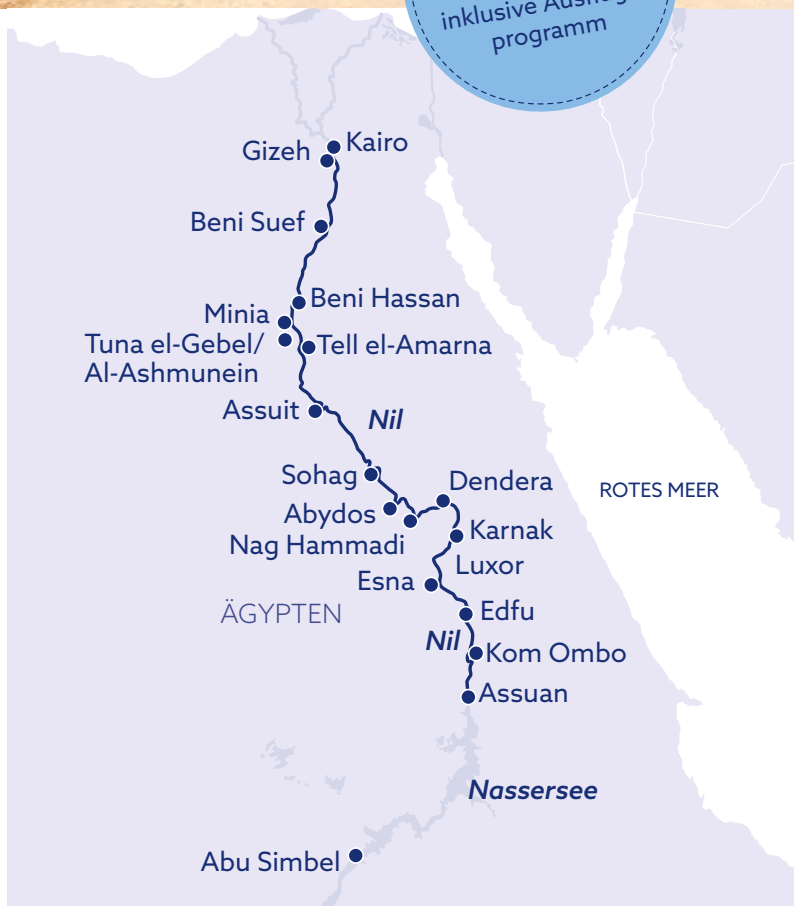 inklusive
programm
Kairo
Gizeh
Beni Suef
Beni Hassan
Minia
Tuna el-Gebel/
Al-Ashmunein
Tell el-Amarna
Assuit
Nil
Sohag
Dendera
ROTES MEER
Abydos
Nag Hammadi
Karnak
Luxor
Esna
ÄGYPTEN
Edfu
Nil
Kom Ombo
Assuan
Nassersee
Abu Simbel